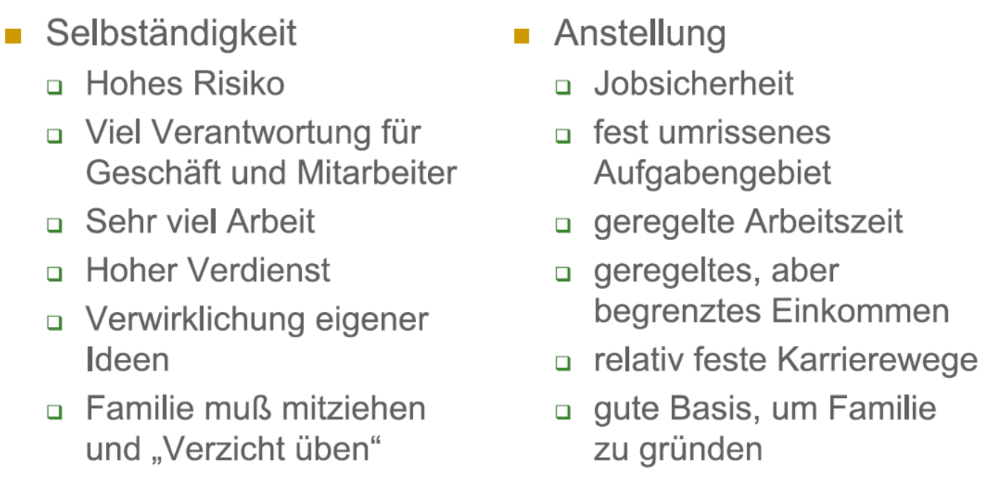 Selbständigkeit
Hohes Risiko
Viel Verantwortung für
Geschäft und Mitarbeiter
Sehr viel Arbeit
Hoher Verdienst
Verwirklichung eigener
Ideen
Familie muß mitziehen
und „Verzicht üben“
Anstellung
Jobsicherheit
fest umrissenes
Aufgabengebiet
geregelte Arbeitszeit
geregeltes, aber
begrenztes Einkommen
relativ feste Karrierewege
gute Basis, um Familie
zu gründen